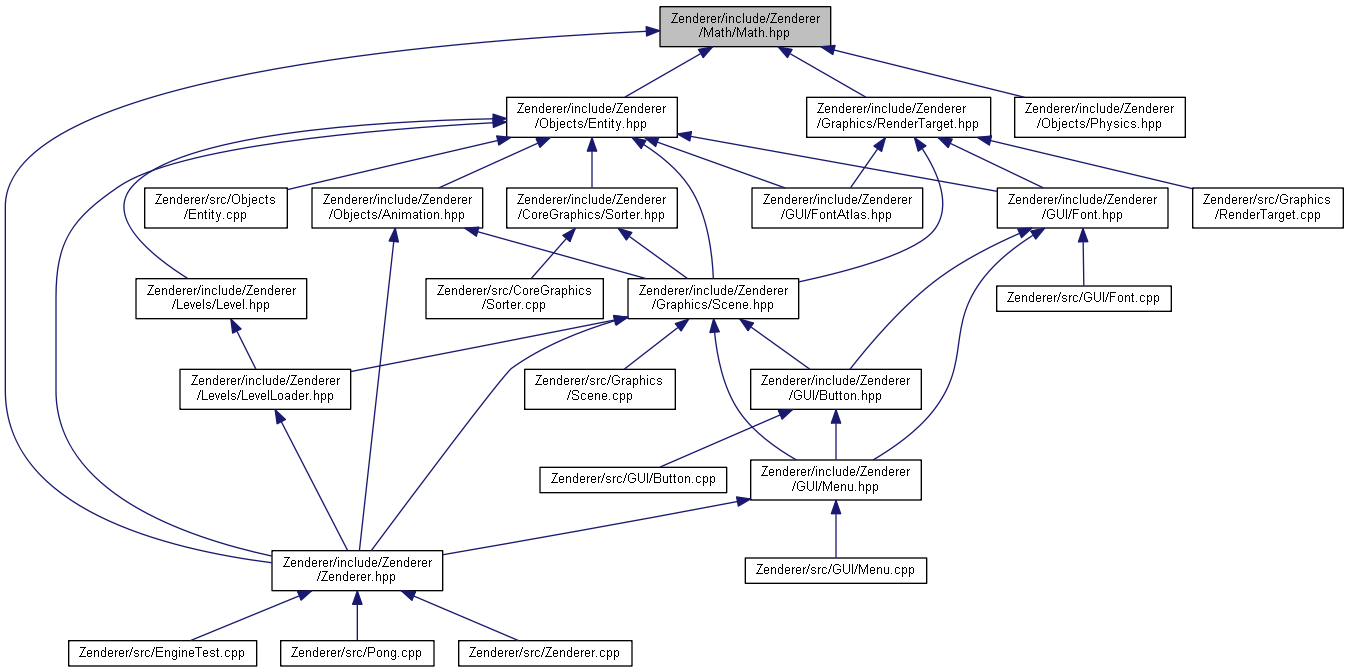 Zenderer/include/Zenderer
/Math/Math.hpp
Zenderer/include/Zenderer
/Objects/Entity.hpp
Zenderer/include/Zenderer
/Graphics/RenderTarget.hpp
Zenderer/include/Zenderer
/Objects/Physics.hpp
Zenderer/src/Objects
/Entity.cpp
Zenderer/include/Zenderer
/Objects/Animation.hpp
Zenderer/include/Zenderer
/CoreGraphics/Sorter.hpp
Zenderer/include/Zenderer
/GUI/FontAtlas.hpp
Zenderer/include/Zenderer
/GUI/Font.hpp
Zenderer/src/Graphics
/RenderTarget.cpp
Zenderer/include/Zenderer
/Levels/Level.hpp
Zenderer/src/CoreGraphics
/Sorter.cpp
Zenderer/include/Zenderer
/Graphics/Scene.hpp
Zenderer/src/GUI/Font.cpp
Zenderer/include/Zenderer
/Levels/LevelLoader.hpp
Zenderer/src/Graphics
/Scene.cpp
Zenderer/include/Zenderer
/GUI/Button.hpp
Zenderer/src/GUI/Button.cpp
Zenderer/include/Zenderer
/GUI/Menu.hpp
Zenderer/include/Zenderer
/Zenderer.hpp
Zenderer/src/GUI/Menu.cpp
Zenderer/src/EngineTest.cpp
Zenderer/src/Pong.cpp
Zenderer/src/Zenderer.cpp